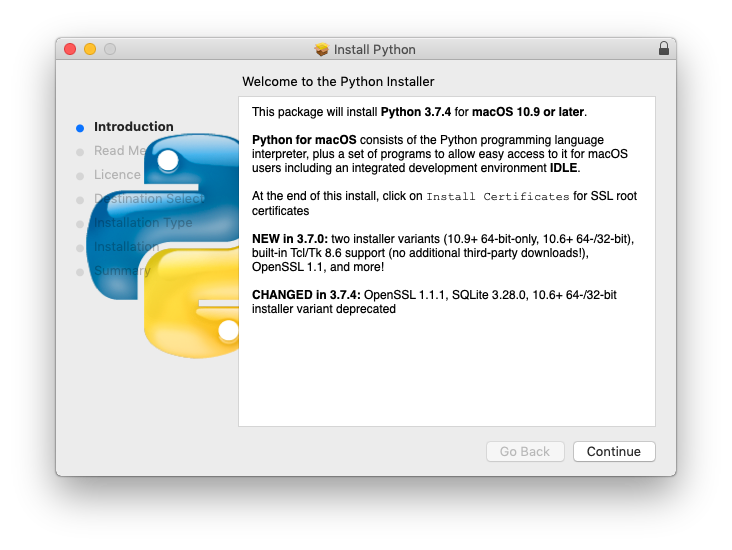 Install Python
Welcome to the Python Installer
Introduction
Read Me
Licence
Destination Select
Installation Type
Installation
Summary
This package will install Python 3.7.4 for macOS 10.9 or later.
Python for macOS consists of the Python programming language
interpreter, plus a set of programs to allow easy access to it for macOS
users including an integrated development environment IDLE.
At the end of this install, click on Install Certificates for SSL root
certificates
NEW in 3.7.0: two installer variants (10.9+ 64-bit-only, 10.6+ 64-/32-bit),
built-in Tcl/Tk 8.6 support (no additional third-party downloads!),
OpenSSL 1.1, and more!
CHANGED in 3.7.4: OpenSSL 1.1.1, SQLite 3.28.0, 10.6+ 64-/32-bit
installer variant deprecated
Go Back
Continue